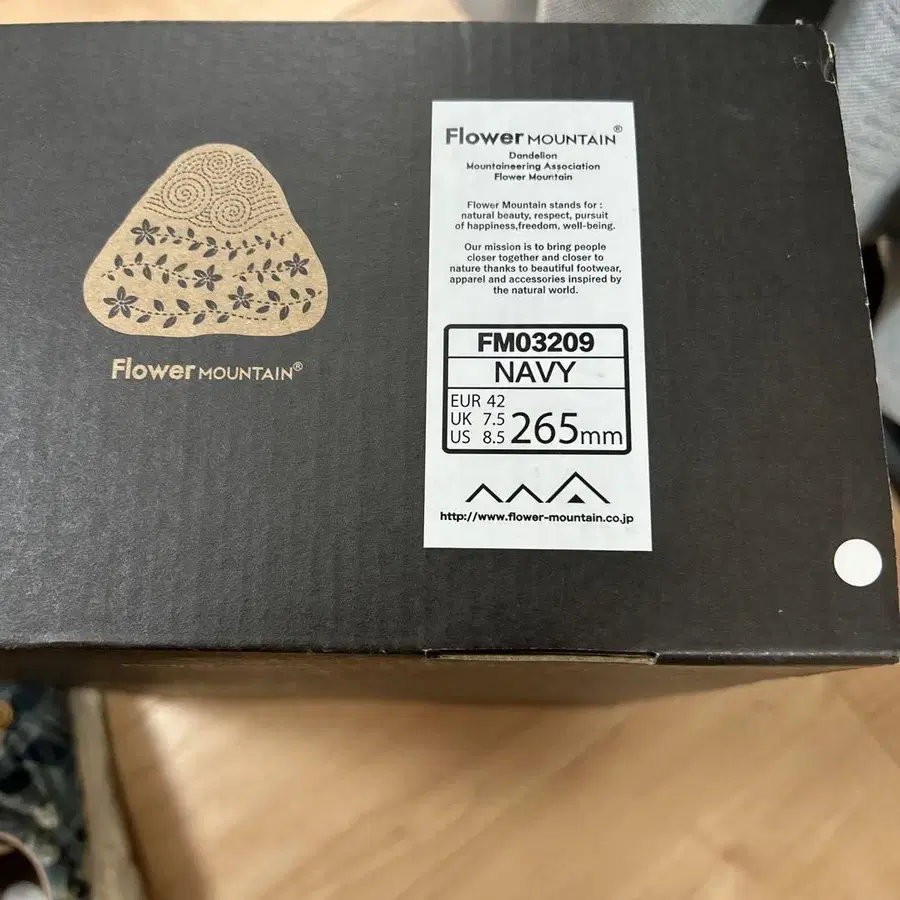 Flower MOUNTAIN®
Flower MOUNTAIN®
Dandelion
Mountaineering Association
Flower Mountain
Flower Mountain stands for :
natural beauty, respect, pursuit
of happiness,freedom, well-being.
Our mission is to bring people
closer together and closer to
nature thanks to beautiful footwear,
apparel and accessories inspired by
the natural world.
FM03209
NAVY
EUR 42
UK 7.5
US 8.5
265mm
http://www.flower-mountain.co.jp